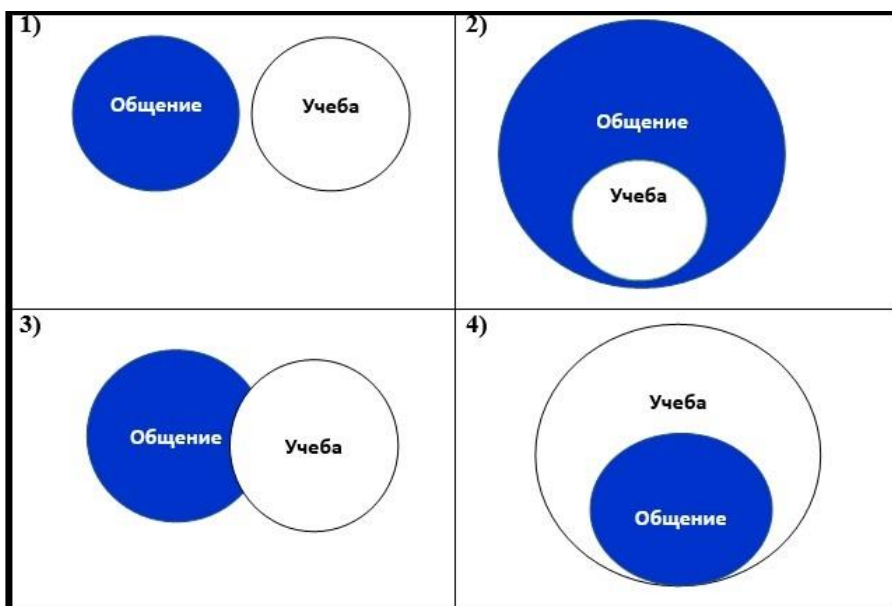 1)
Общение
Учеба
2)
Общение
Учеба
3)
Общение
Учеба
4)
Учеба
Общение